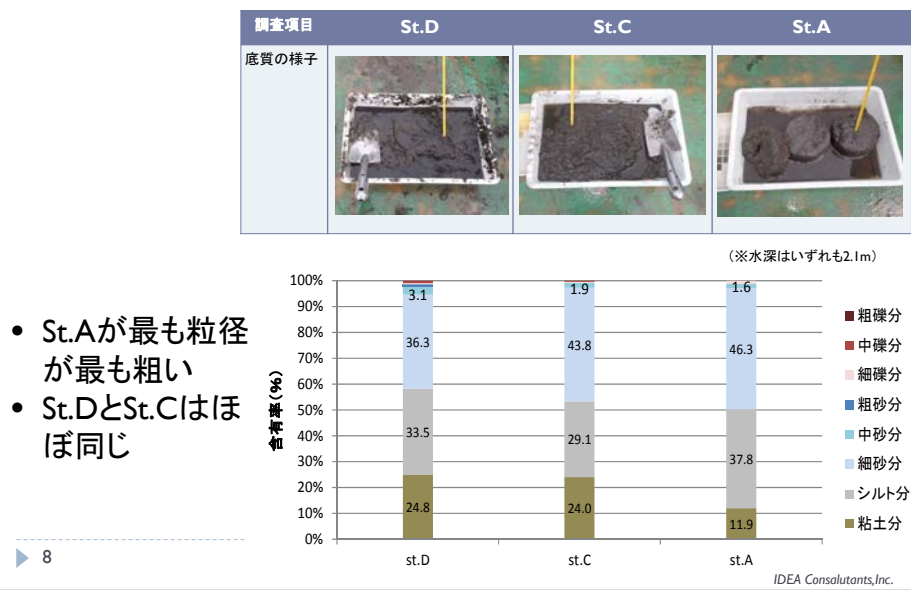 調査項目 St.D St.C St.A
底質の様子
(※水深はいずれも2.1m)
• St.Aが最も粒径
が最も粗い
• St.DとSt.Cはほ
ぼ同じ
含有率(%)
100%
90%
80%
70%
60%
50%
40%
30%
20%
10%
0%
3.1 1.9 1.6
36.3 43.8 46.3
33.5 29.1 37.8
24.8 24.0 11.9
st.D st.C st.A
粗礫分
中礫分
細礫分
粗砂分
中砂分
細砂分
シルト分
粘土分
8
IDEA Consalutants,Inc.